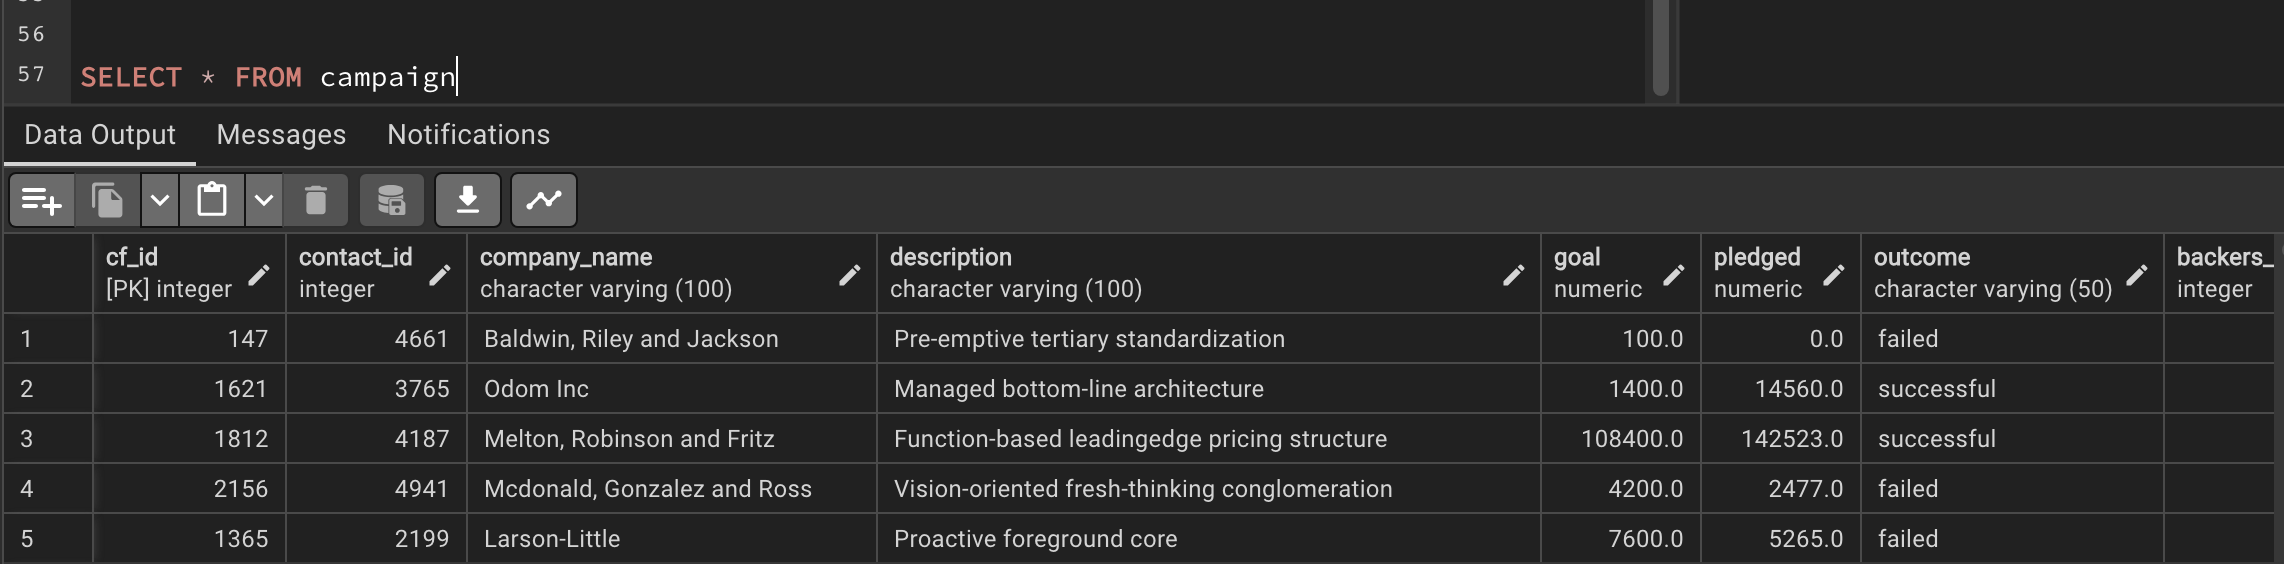 56
57 SELECT * FROM campaign
Data Output Messages Notifications
cf_id contact_id company_name description goal pledged outcome backers_
[PK] integer integer character varying (100) character varying (100) numeric numeric character varying (50) integer
1 147 4661 Baldwin, Riley and Jackson Pre-emptive tertiary standardization 100.0 0.0 failed
2 1621 3765 Odom Inc Managed bottom-line architecture 1400.0 14560.0 successful
3 1812 4187 Melton, Robinson and Fritz Function-based leadingedge pricing structure 108400.0 142523.0 successful
4 2156 4941 Mcdonald, Gonzalez and Ross Vision-oriented fresh-thinking conglomeration 4200.0 2477.0 failed
5 1365 2199 Larson-Little Proactive foreground core 7600.0 5265.0 failed